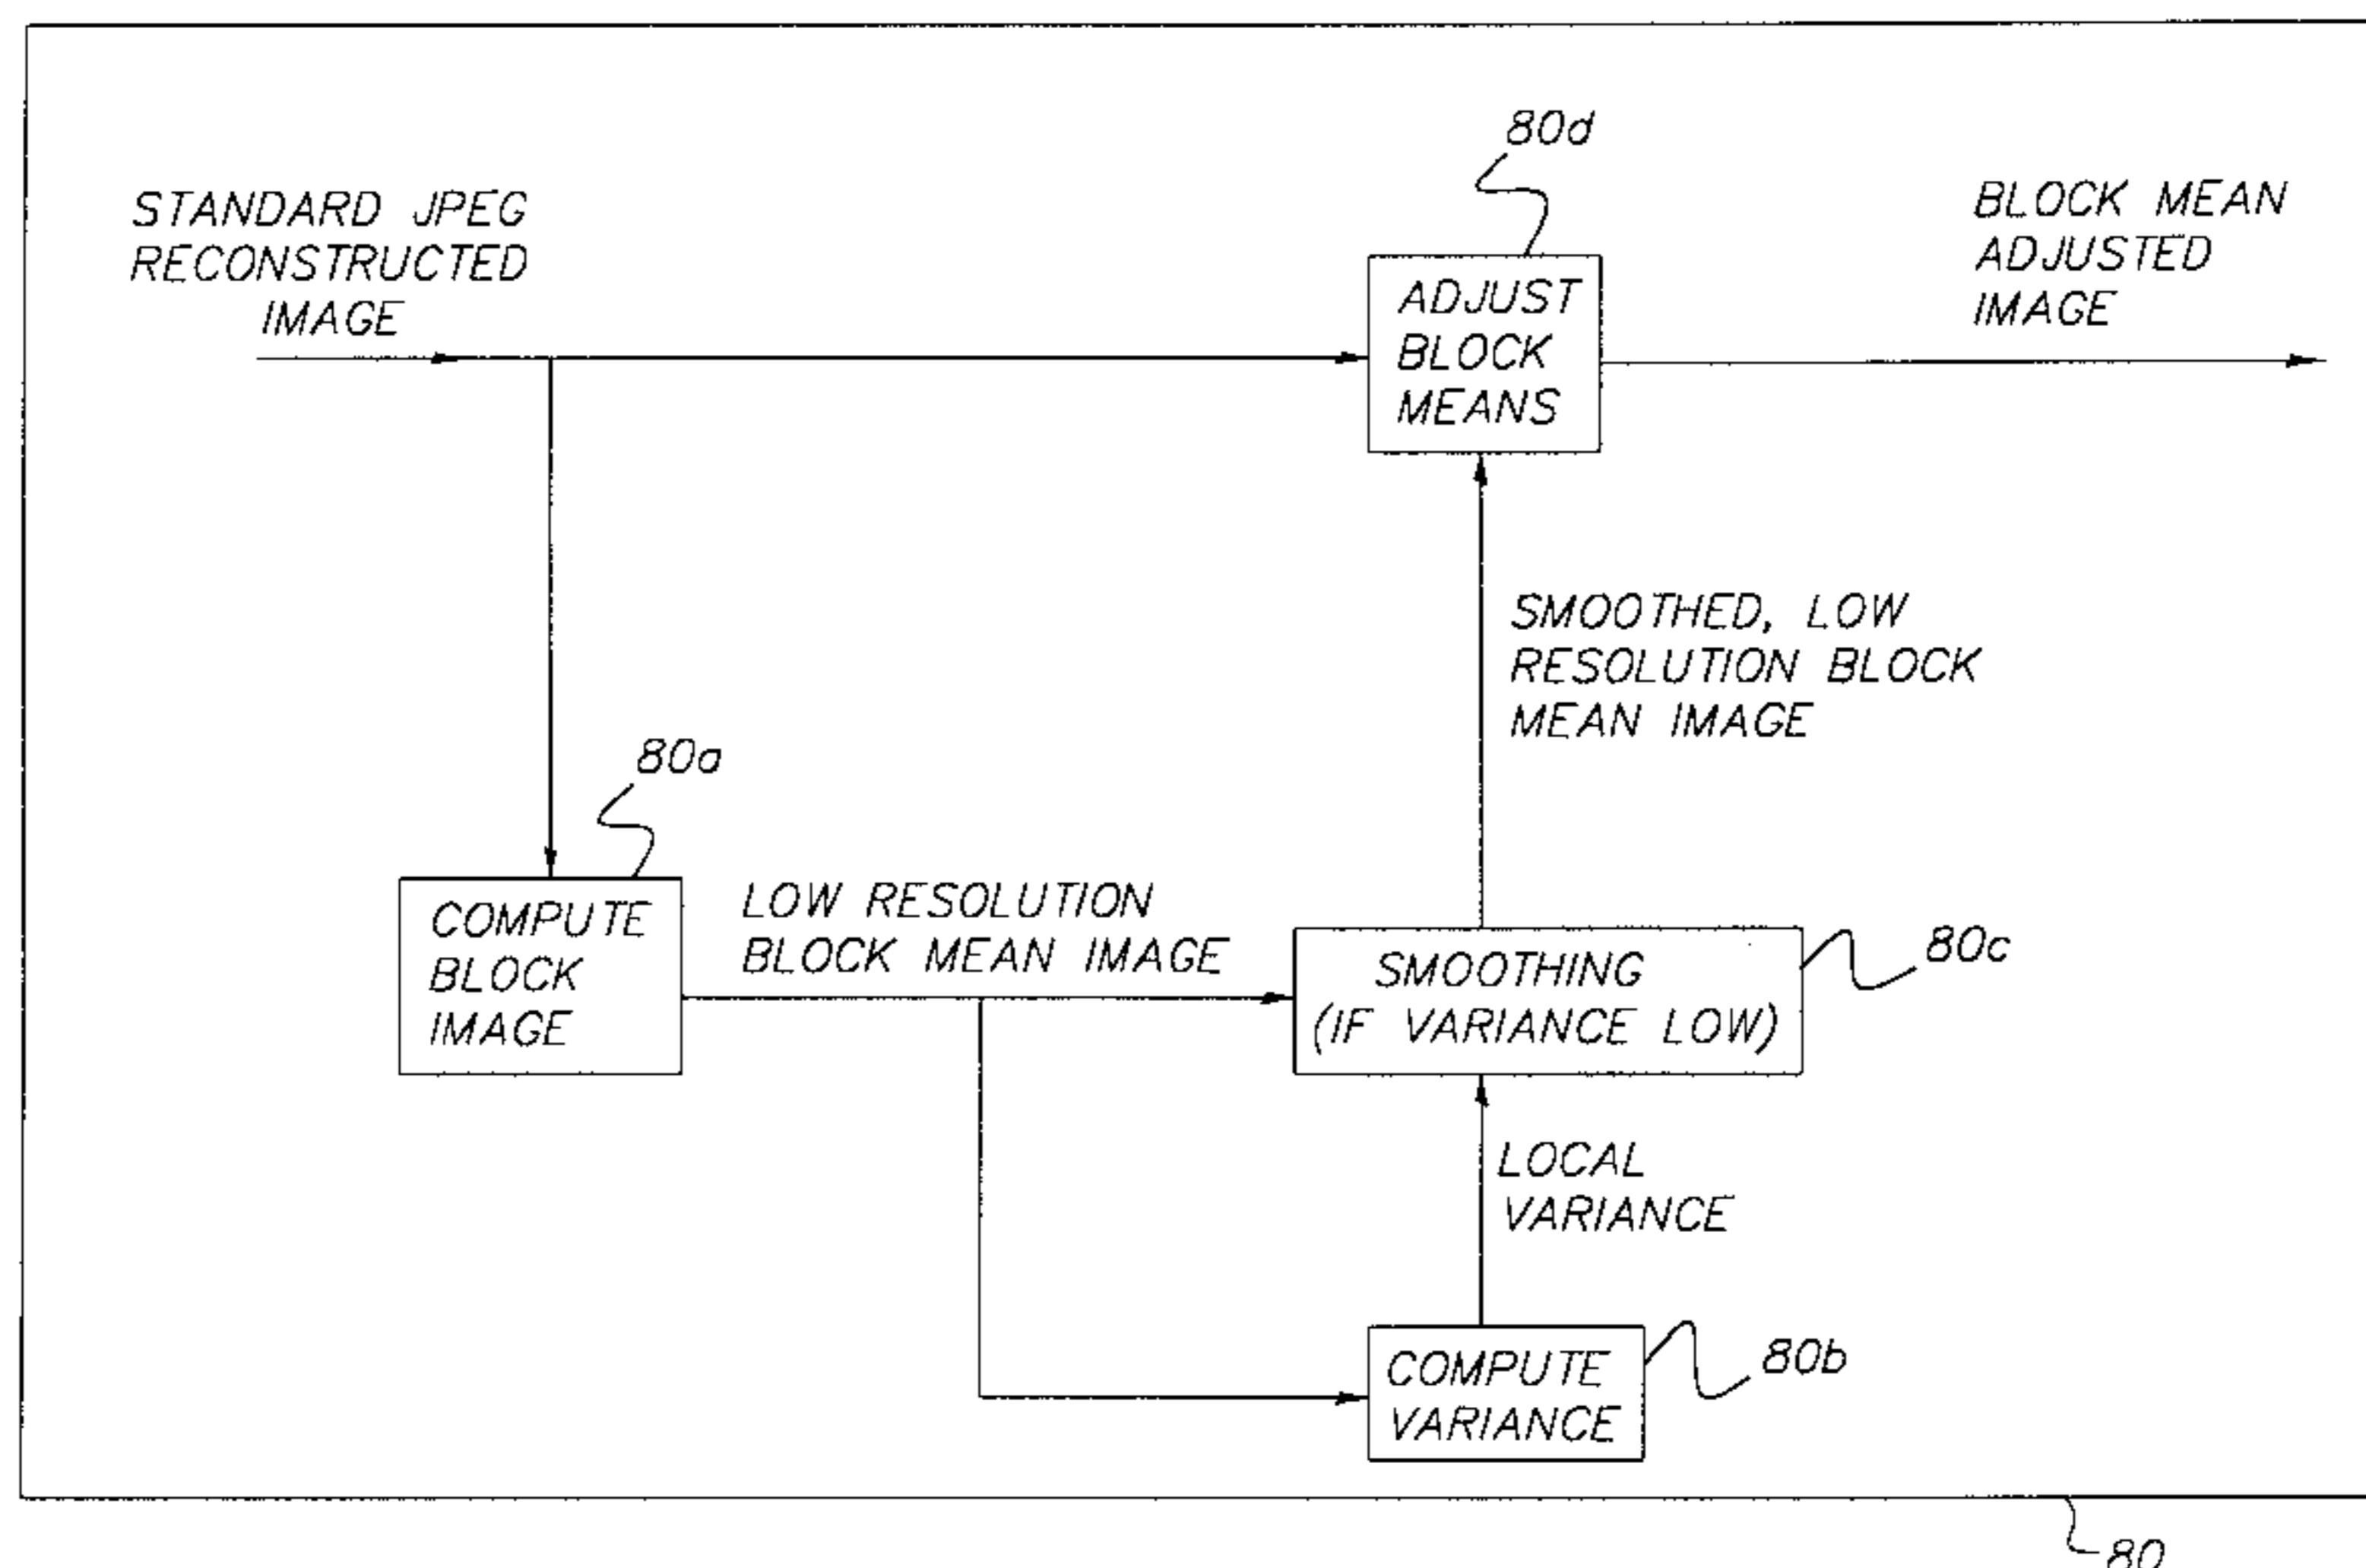 80d
STANDARD JPEG
RECONSTRUCTED
IMAGE
ADJUST
BLOCK
MEANS
BLOCK MEAN
ADJUSTED
IMAGE
SMOOTHED, LOW
RESOLUTION BLOCK
MEAN IMAGE
80a
COMPUTE
BLOCK
IMAGE
LOW RESOLUTION
BLOCK MEAN IMAGE
SMOOTHING
(IF VARIANCE LOW)
80c
LOCAL
VARIANCE
COMPUTE
VARIANCE
80b
80